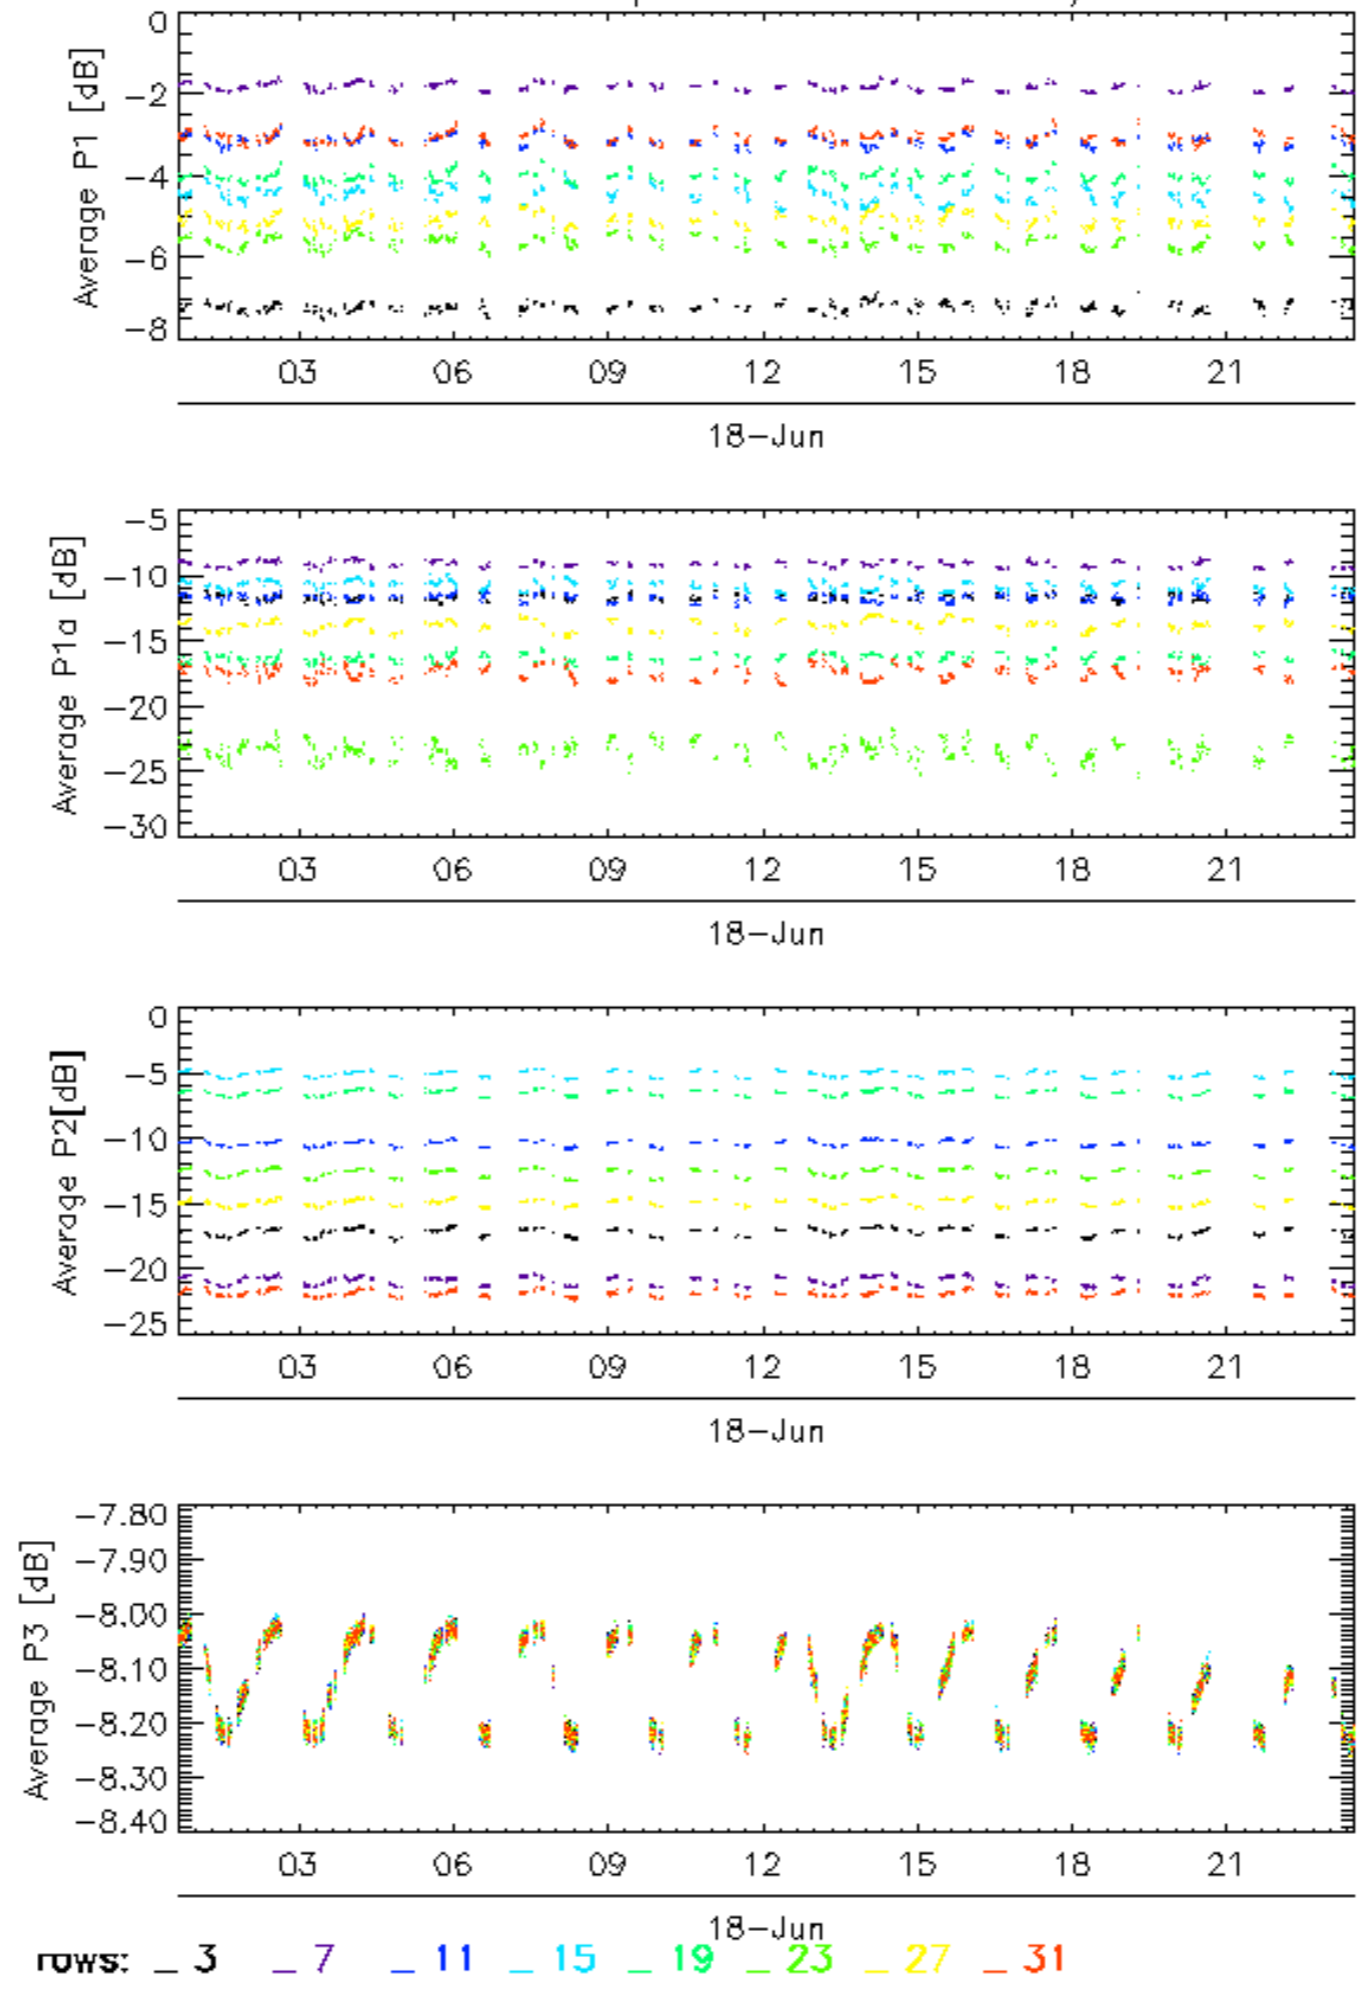 Average P1 [dB]
0
−2
−4
−6
−8
03 06 09 12 15 18 21
18−Jun
Average P1a [dB]
−5
−10
−15
−20
−25
−30
03 06 09 12 15 18 21
18−Jun
Average P2[dB]
0
−5
−10
−15
−20
−25
03 06 09 12 15 18 21
18−Jun
Average P3 [dB]
−7.80
−7.90
−8.00
−8.10
−8.20
−8.30
−8.40
03 06 09 12 15 18 21
18−Jun
rows: _ 3 _ 7 _ 11 _ 15 _ 19 _ 23 _ 27 _ 31